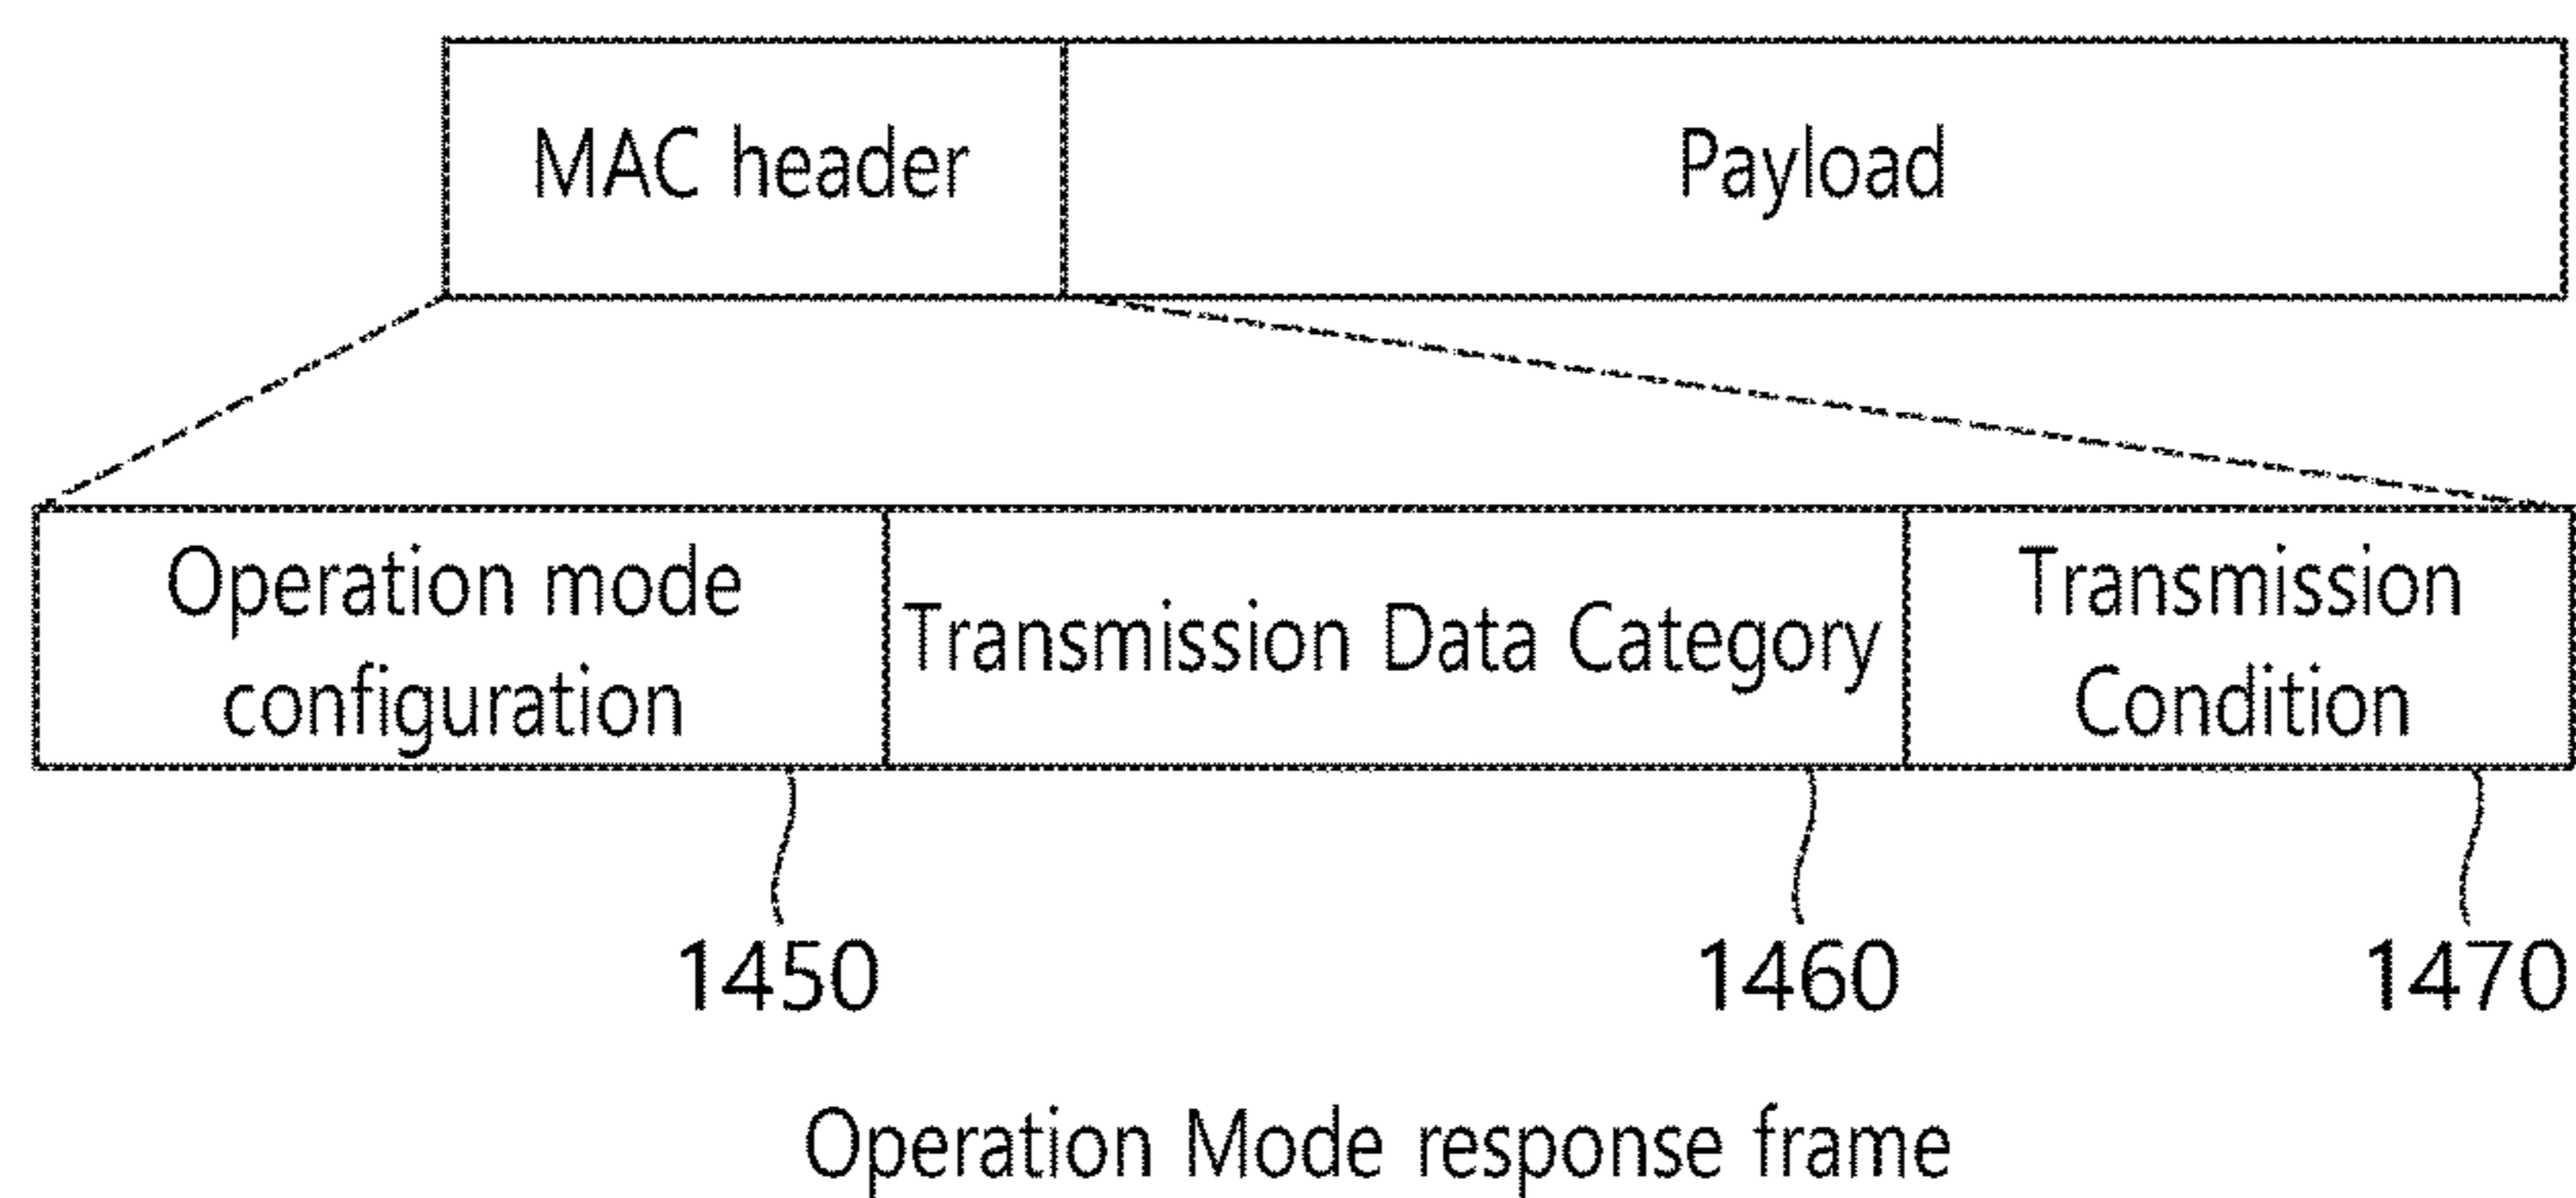 MAC header
Payload
Operation mode
configuration
Transmission Data Category
Transmission
Condition
1450
1460
1470
Operation Mode response frame